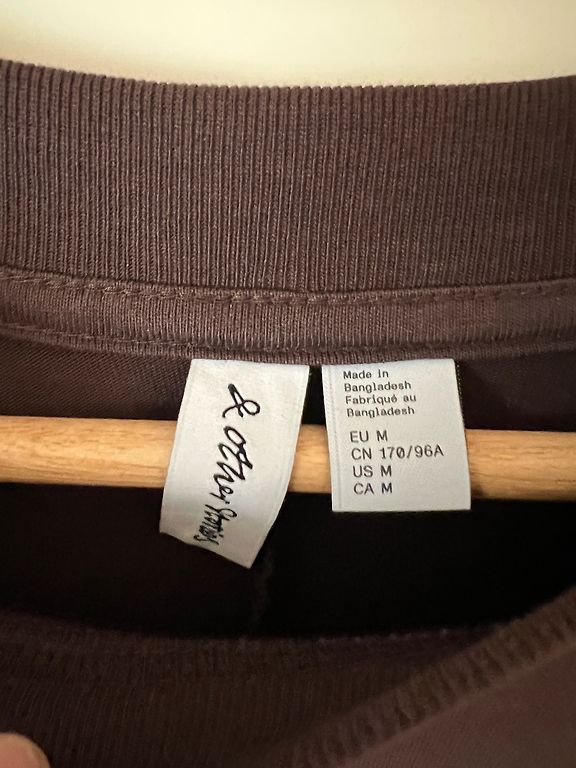 & Other Stories
Made in
Bangladesh
Fabriqué au
Bangladesh
EU M
CN 170/96A
US M
CA M